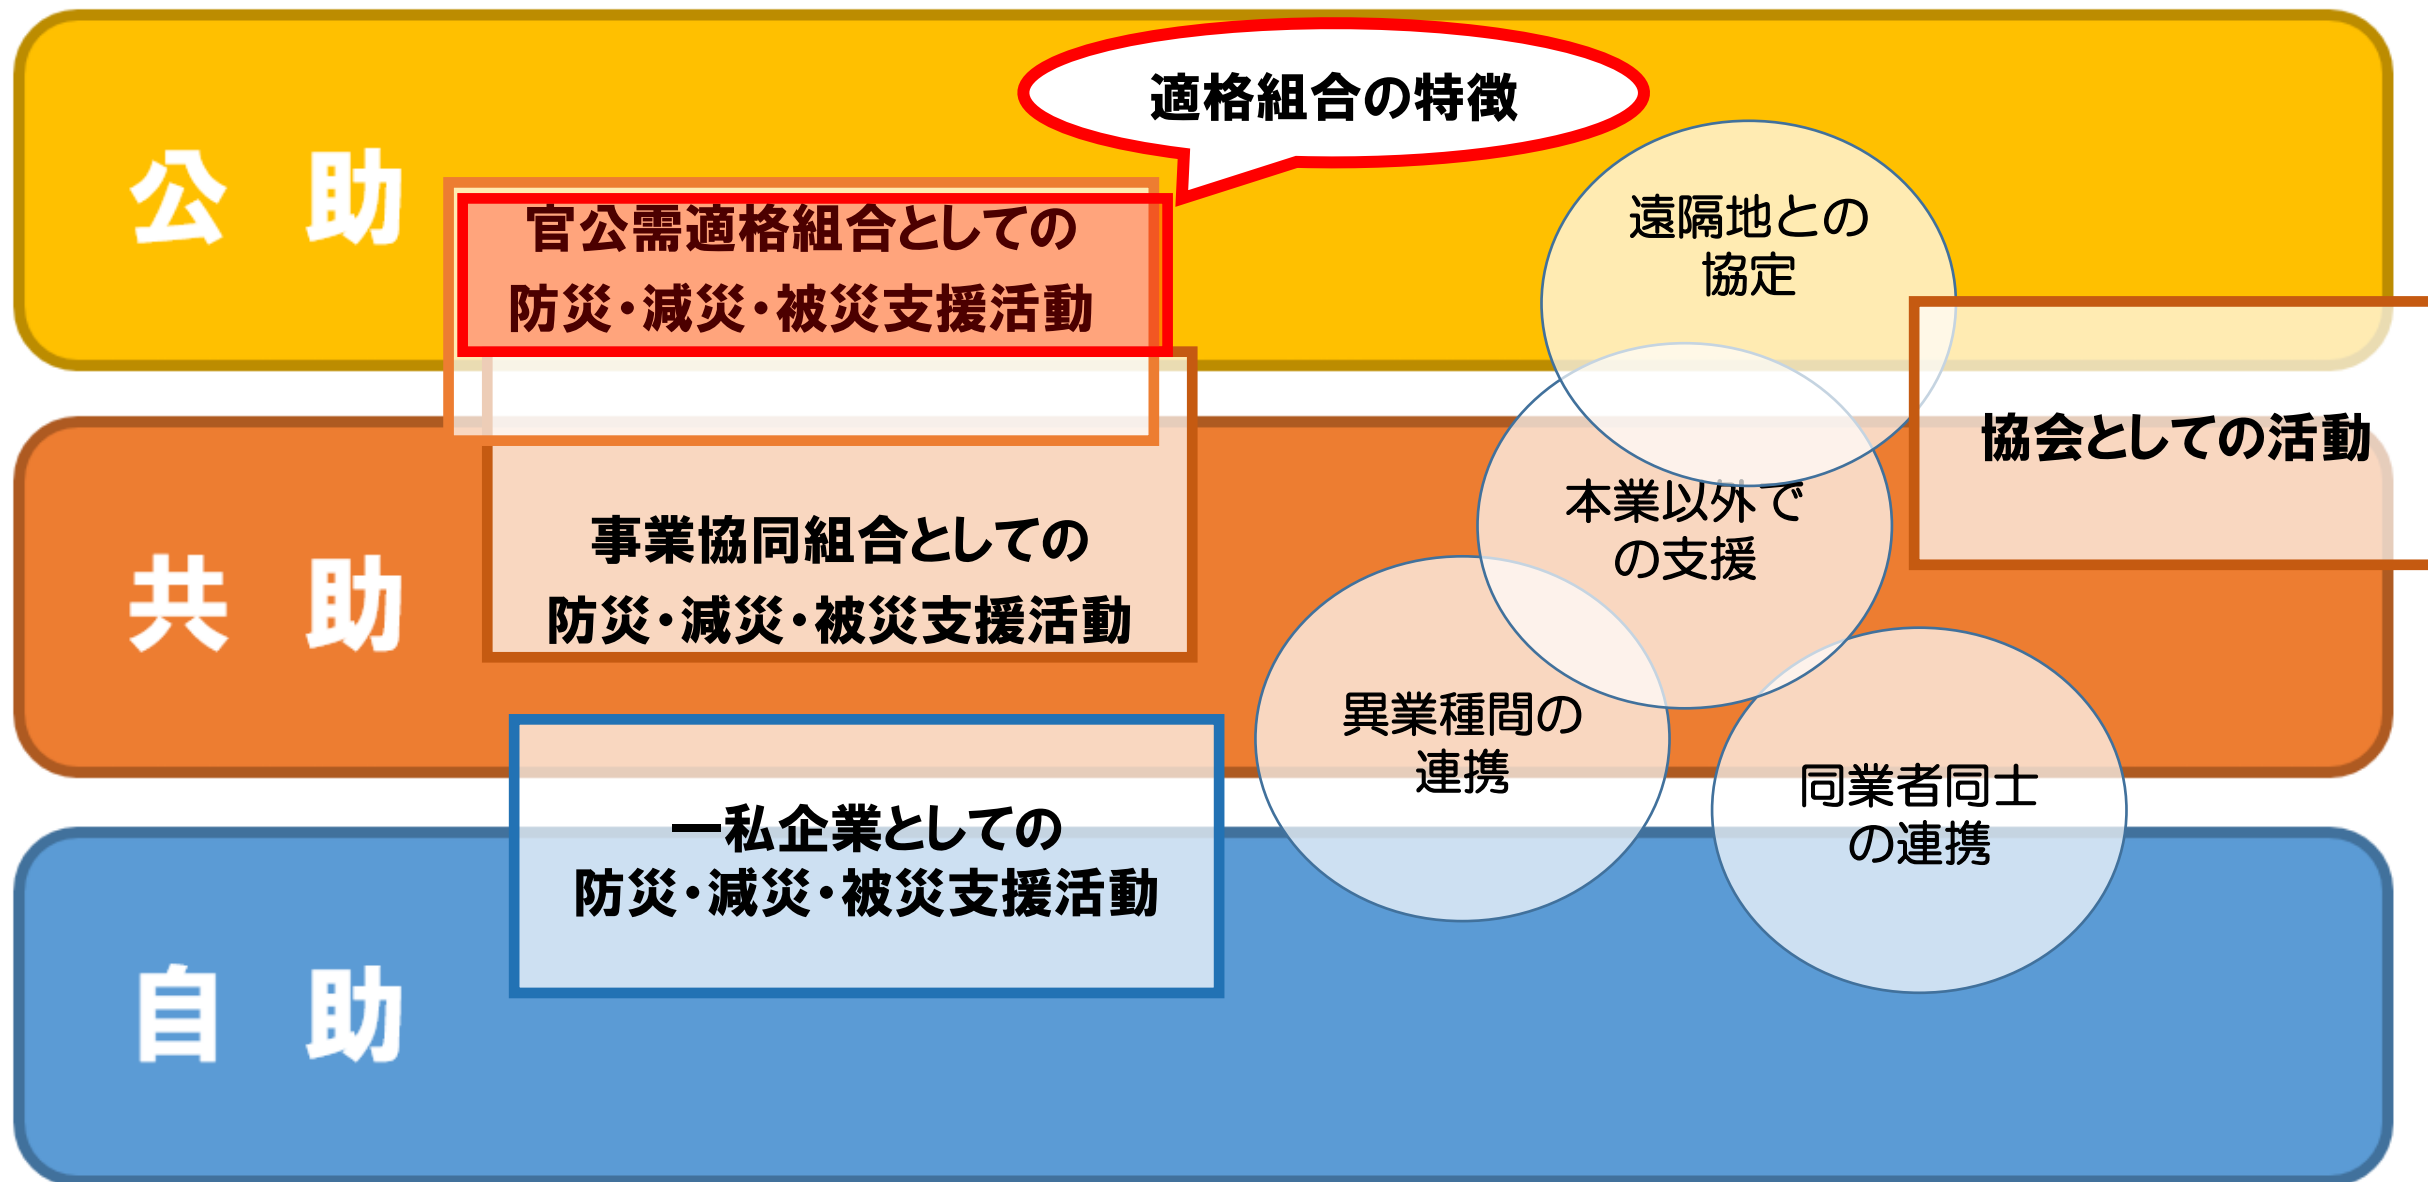 適格組合の特徴
公 助
官公需適格組合としての
防災・減災・被災支援活動
遠隔地との
協定
協会としての活動
共 助
事業協同組合としての
防災・減災・被災支援活動
本業以外で
の支援
異業種間の
連携
同業者同士
の連携
一私企業としての
防災・減災・被災支援活動
自 助